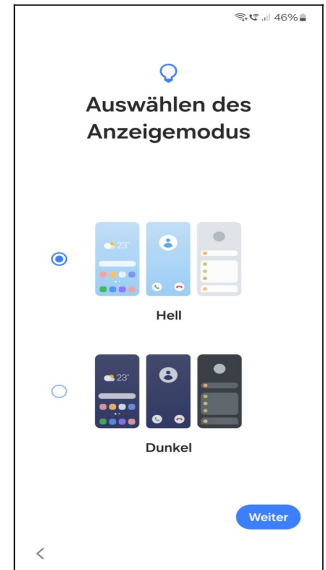 46%
Auswählen des
Anzeigemodus
23°
Hell
23°
Dunkel
Weiter